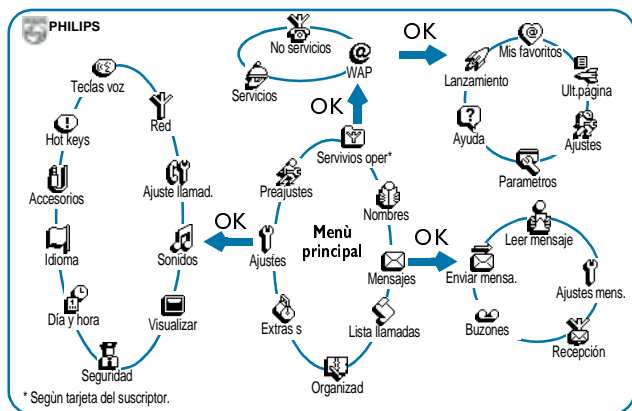 PHILIPS
No servicios
OK
Servicios
WAP
OK
Mis favoritos
Lanzamiento
Ult.página
Ayuda
Ajustes
Parametros
Teclas voz
Red
Hot keys
Ajuste llamad.
Accesorios
Sonidos
Idioma
Visualizar
Día y hora
Seguridad
Servivios oper*
Preajustes
Nombres
Menù
principal
OK
Ajustes
Mensajes
OK
Extras s
Lista llamadas
Organizad
Leer mensaje
Enviar mensa.
Ajustes mens.
Buzones
Recepción
* Segùn tarjeta del suscriptor.